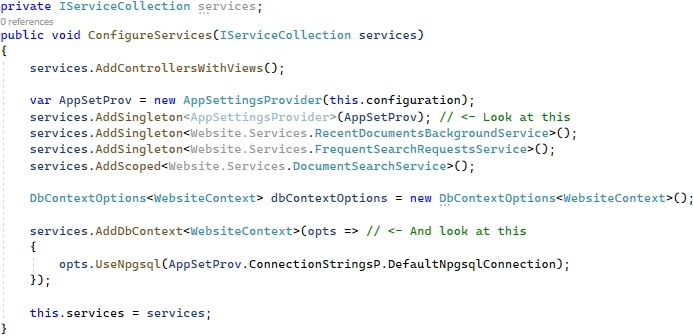 private IServiceCollection services;
0 references
public void ConfigureServices(IServiceCollection services)
{
    services.AddControllersWithViews();

    var AppSetProv = new AppSettingsProvider(this.configuration);
    services.AddSingleton<AppSettingsProvider>(AppSetProv); // <- Look at this
    services.AddSingleton<Website.Services.RecentDocumentsBackgroundService>();
    services.AddSingleton<Website.Services.FrequentSearchRequestsService>();
    services.AddScoped<Website.Services.DocumentSearchService>();

    DbContextOptions<WebsiteContext> dbContextOptions = new DbContextOptions<WebsiteContext>();

    services.AddDbContext<WebsiteContext>(opts => // <- And look at this
    {
        opts.UseNpgsql(AppSetProv.ConnectionStringsP.DefaultNpgsqlConnection);
    });

    this.services = services;
}